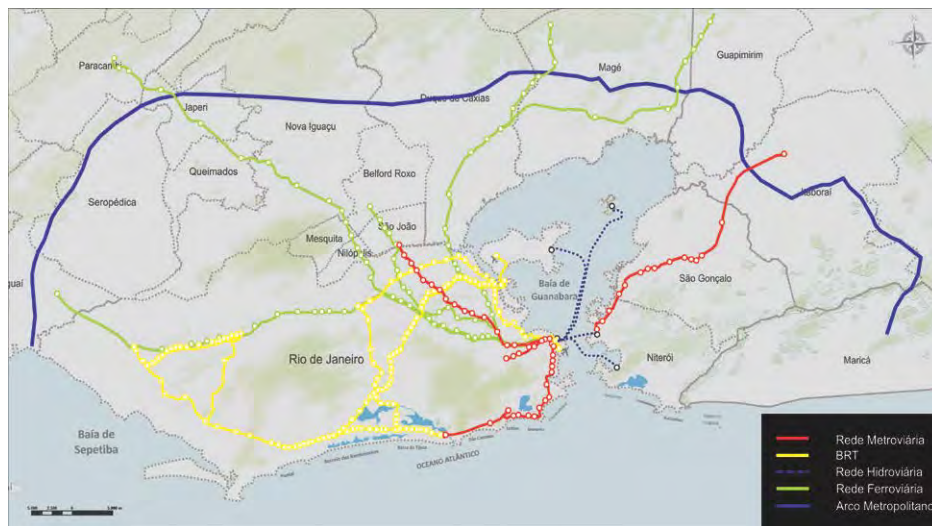 N
Guapimirim
Magé
Paracambi
Duque de Caxias
Japeri
Nova Iguaçu
Queimados
Belford Roxo
Itaboraí
Seropédica
São João
Mesquita
Nilópolis
São Gonçalo
guaí
Baía de
Guanabara
Rio de Janeiro
Niterói
Maricá
Baía de
Sepetiba
OCEANO ATLÂNTICO
Rede Metroviária
BRT
Rede Hidroviária
Rede Ferroviária
Arco Metropolitano